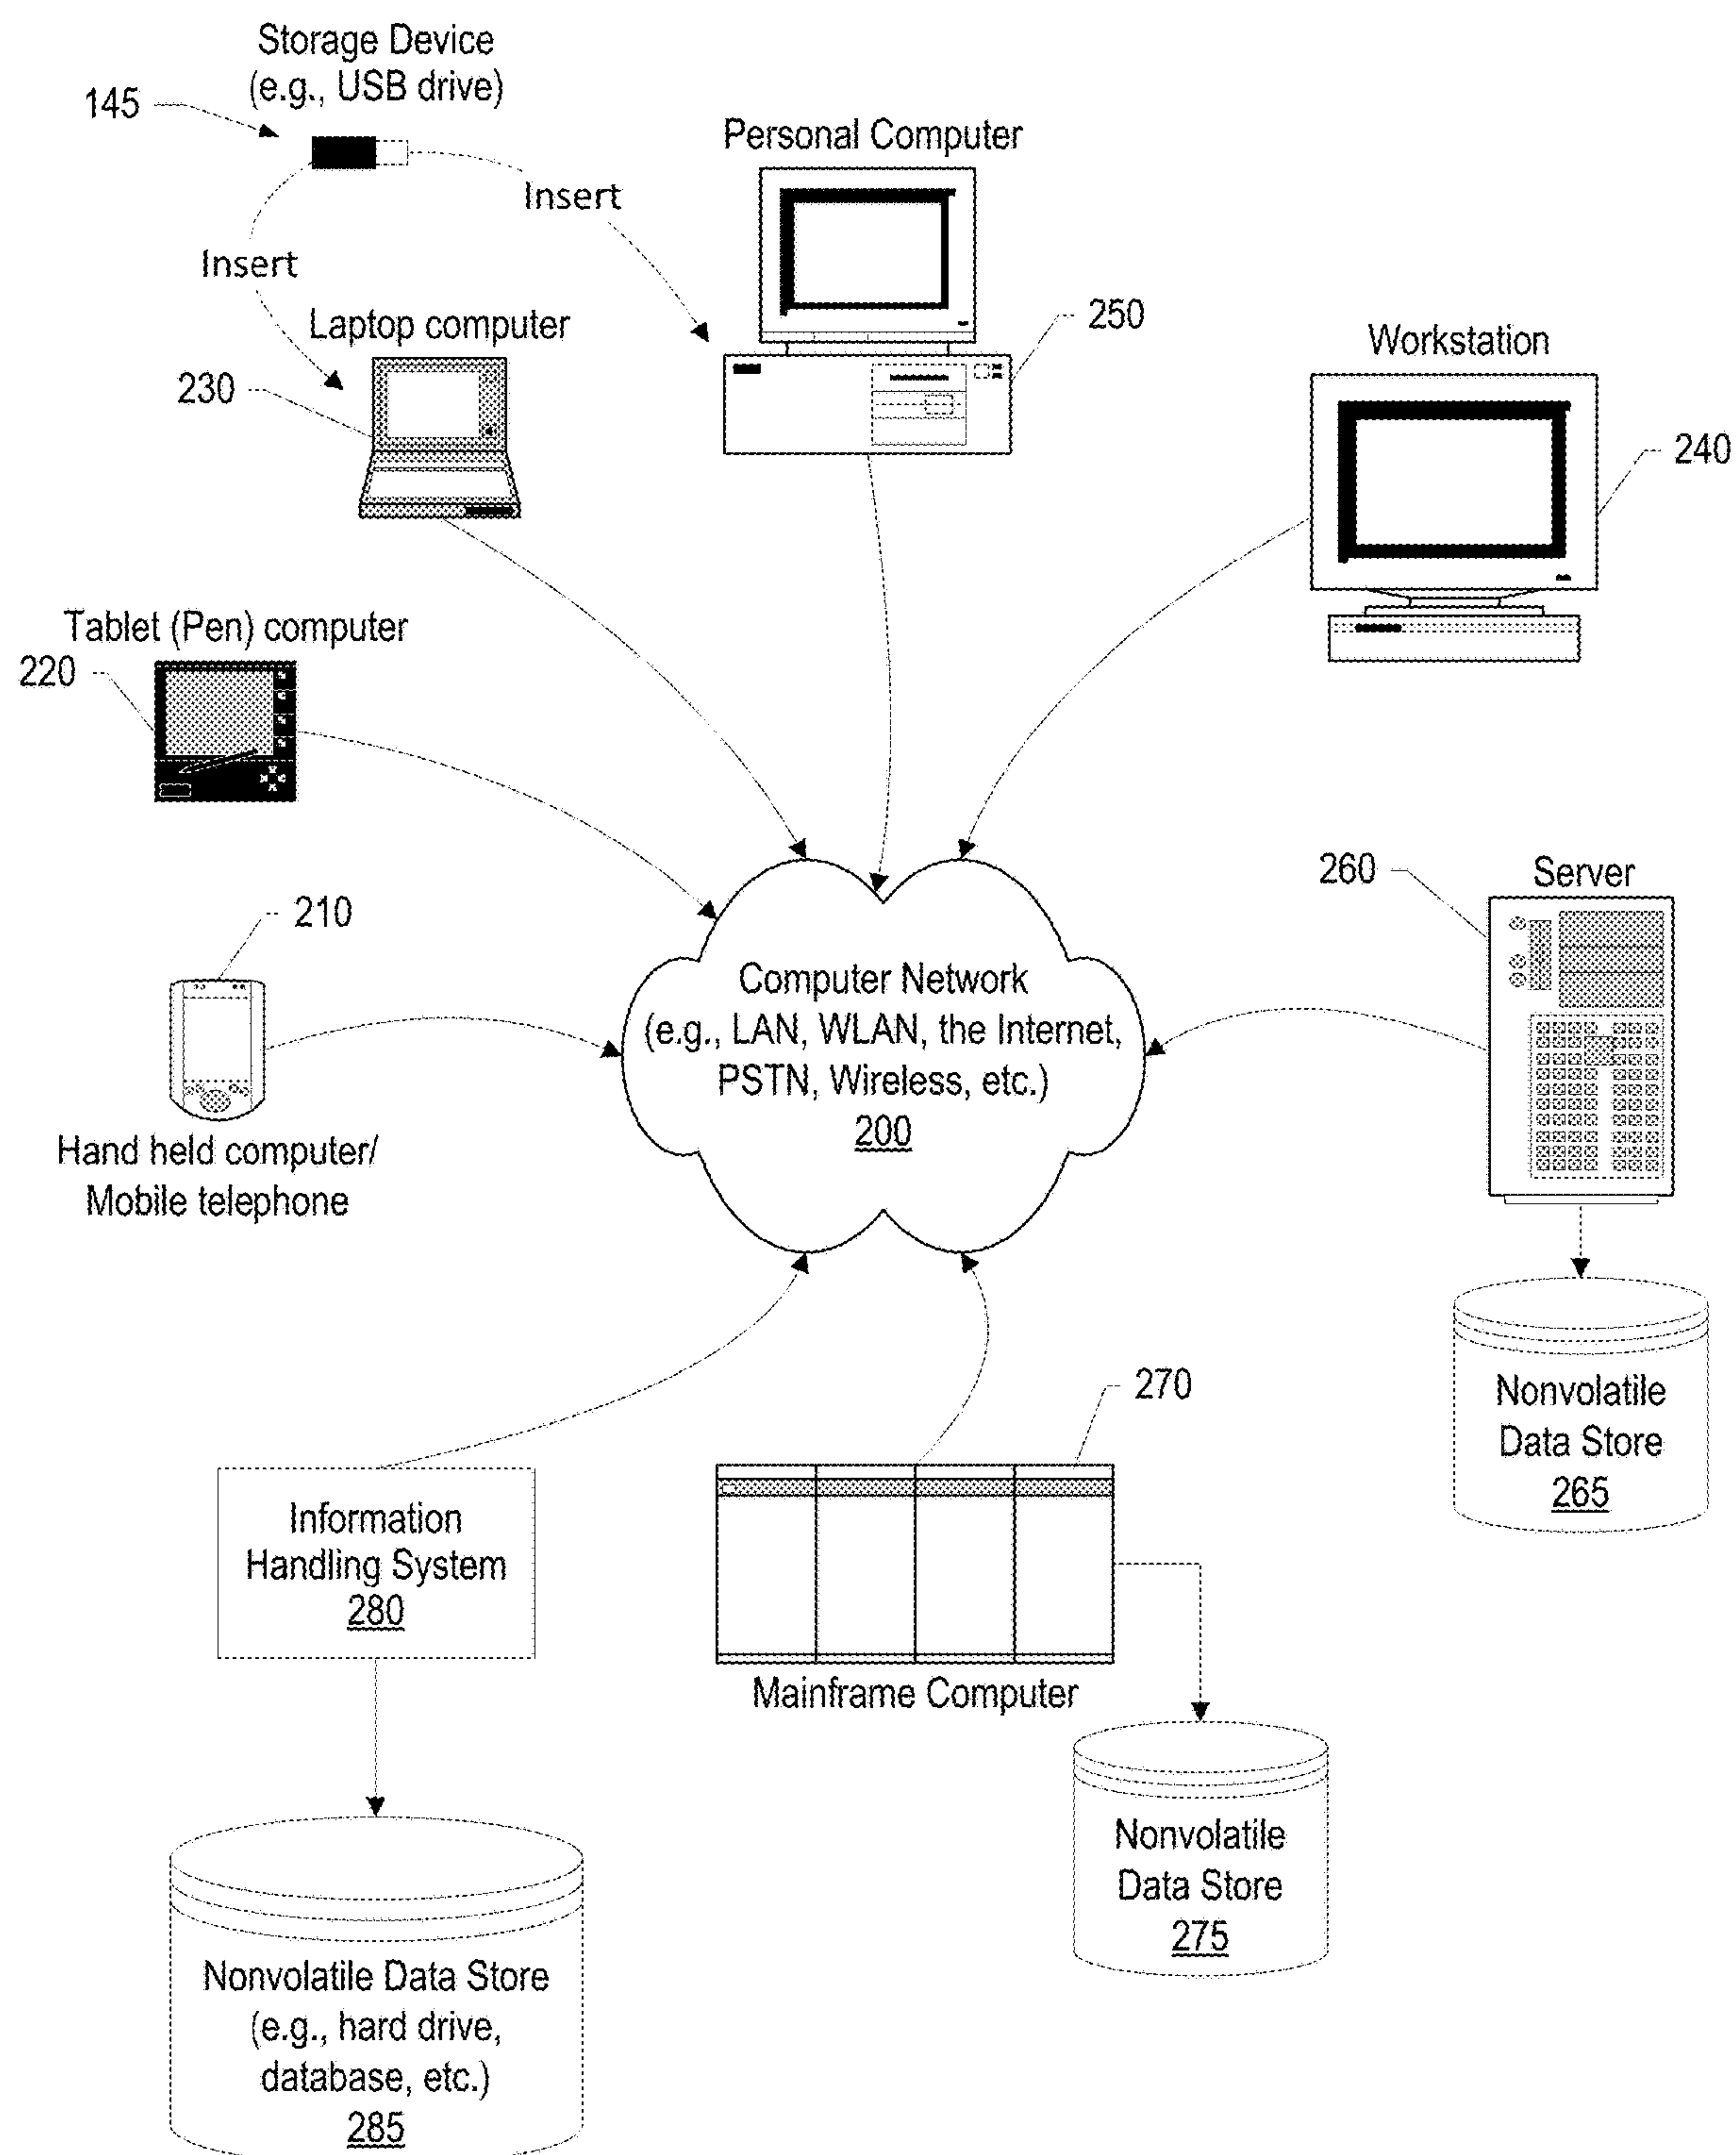 Storage Device
(e.g., USB drive)
145
Insert
Insert
Personal Computer
250
Laptop computer
230
Workstation
240
Tablet (Pen) computer
220
210
Hand held computer/
Mobile telephone
Computer Network
(e.g., LAN, WLAN, the Internet,
PSTN, Wireless, etc.)
200
260
Server
Nonvolatile
Data Store
265
270
Mainframe Computer
Nonvolatile
Data Store
275
Information
Handling System
280
Nonvolatile Data Store
(e.g., hard drive,
database, etc.)
285